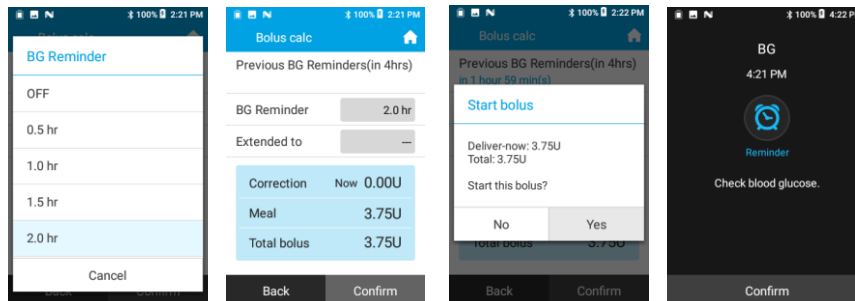 100% 2:21 PM
Bolus calc
BG Reminder
OFF
0.5 hr
1.0 hr
1.5 hr
2.0 hr
Cancel
Back Confirm
100% 2:21 PM
Bolus calc
Previous BG Reminders(in 4hrs)
BG Reminder 2.0 hr
Extended to —
Correction Now 0.00U
Meal 3.75U
Total bolus 3.75U
Back Confirm
100% 2:22 PM
Bolus calc
Previous BG Reminders(in 4hrs)
in 1 hour 59 min(s)
Start bolus
Deliver-now: 3.75U
Total: 3.75U
Start this bolus?
No Yes
Total bolus 3.75U
Back Confirm
100% 4:22 P
BG
4:21 PM
Reminder
Check blood glucose.
Confirm